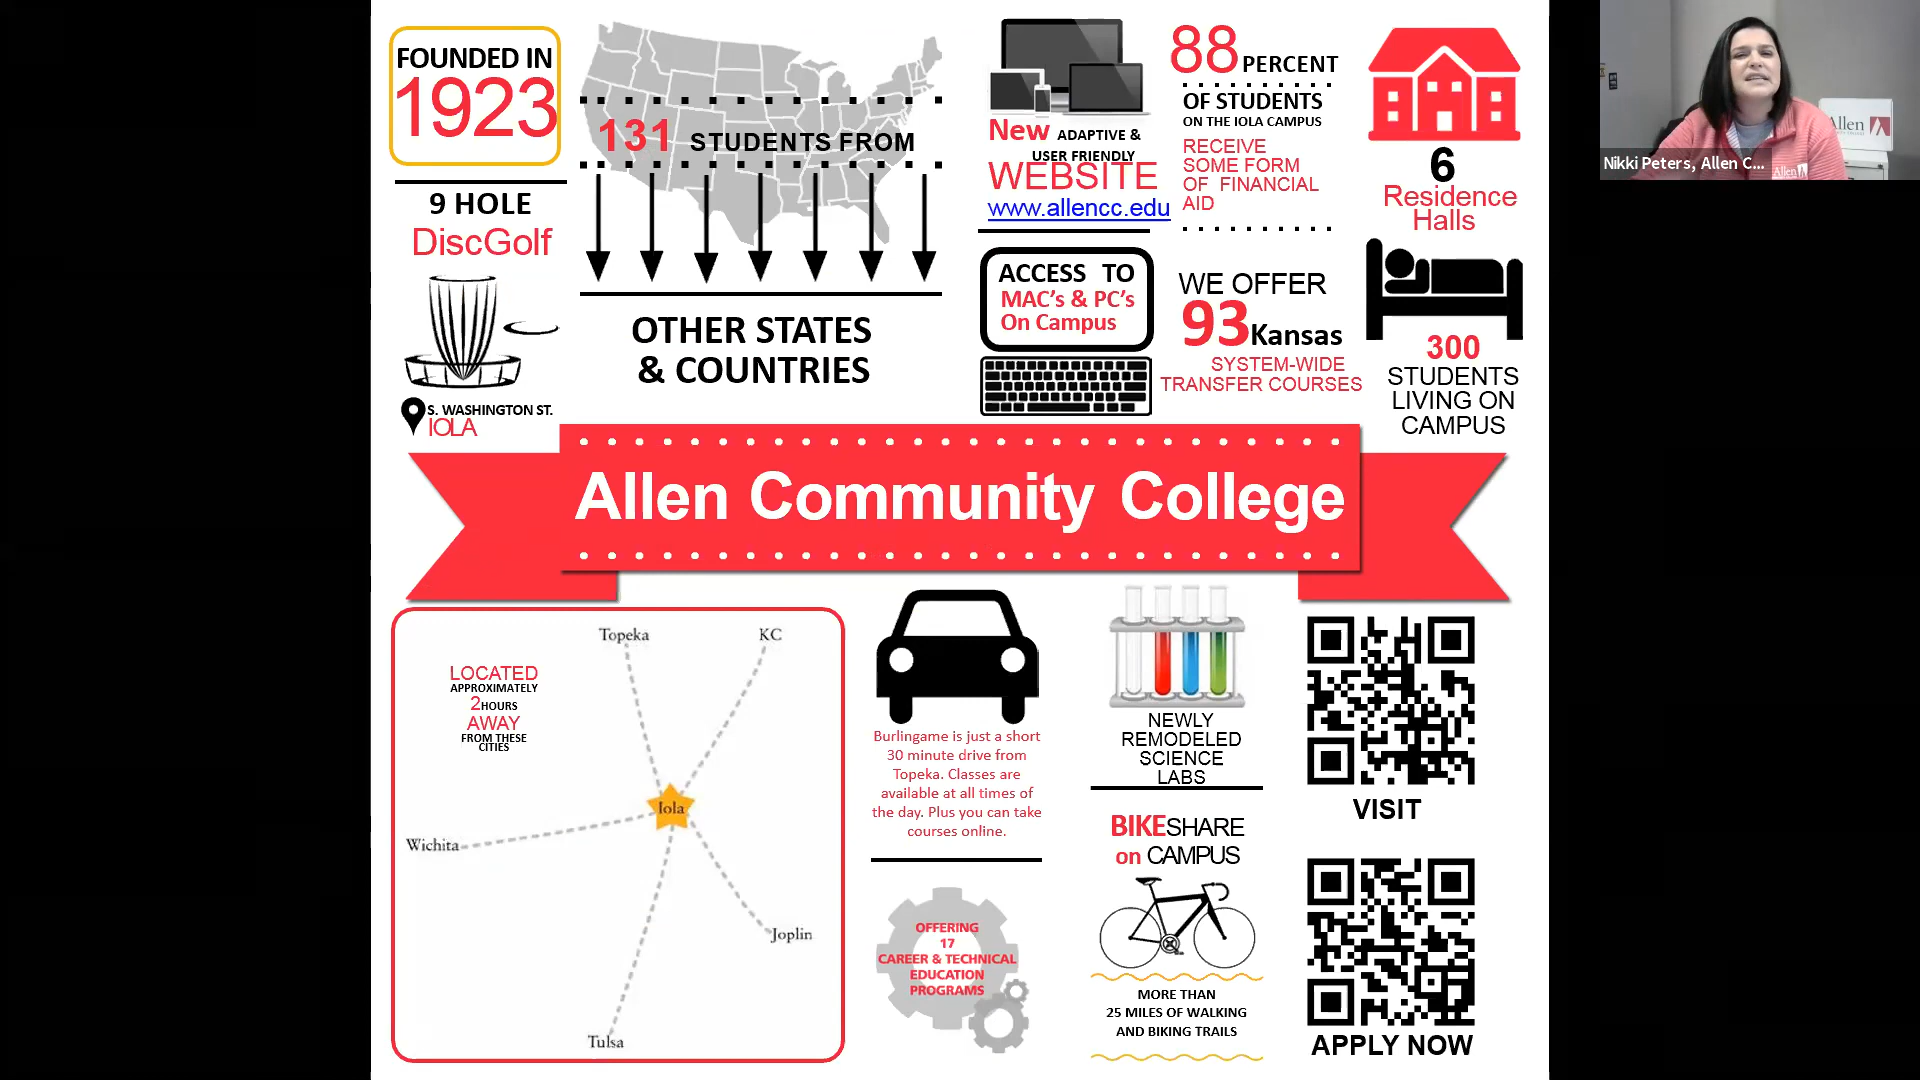 FOUNDED IN
1923
9 HOLE
DiscGolf
S. WASHINGTON ST.
IOLA
131 STUDENTS FROM
OTHER STATES
& COUNTRIES
New ADAPTIVE &
USER FRIENDLY
WEBSITE
www.allencc.edu
ACCESS TO
MAC's & PC's
On Campus
88 PERCENT
OF STUDENTS
ON THE IOLA CAMPUS
RECEIVE
SOME FORM
OF FINANCIAL
AID
WE OFFER
93 Kansas
SYSTEM-WIDE
TRANSFER COURSES
6
Residence
Halls
300
STUDENTS
LIVING ON
CAMPUS
Allen
Nikki Peters, Allen C...
Allen
Allen Community College
LOCATED
APPROXIMATELY
2HOURS
AWAY
FROM THESE
CITIES
Topeka
KC
Iola
Wichita
Joplin
Tulsa
Burlingame is just a short
30 minute drive from
Topeka. Classes are
available at all times of
the day. Plus you can take
courses online.
OFFERING
17
CAREER & TECHNICAL
EDUCATION
PROGRAMS
NEWLY
REMODELED
SCIENCE
LABS
BIKESHARE
on CAMPUS
MORE THAN
25 MILES OF WALKING
AND BIKING TRAILS
VISIT
APPLY NOW